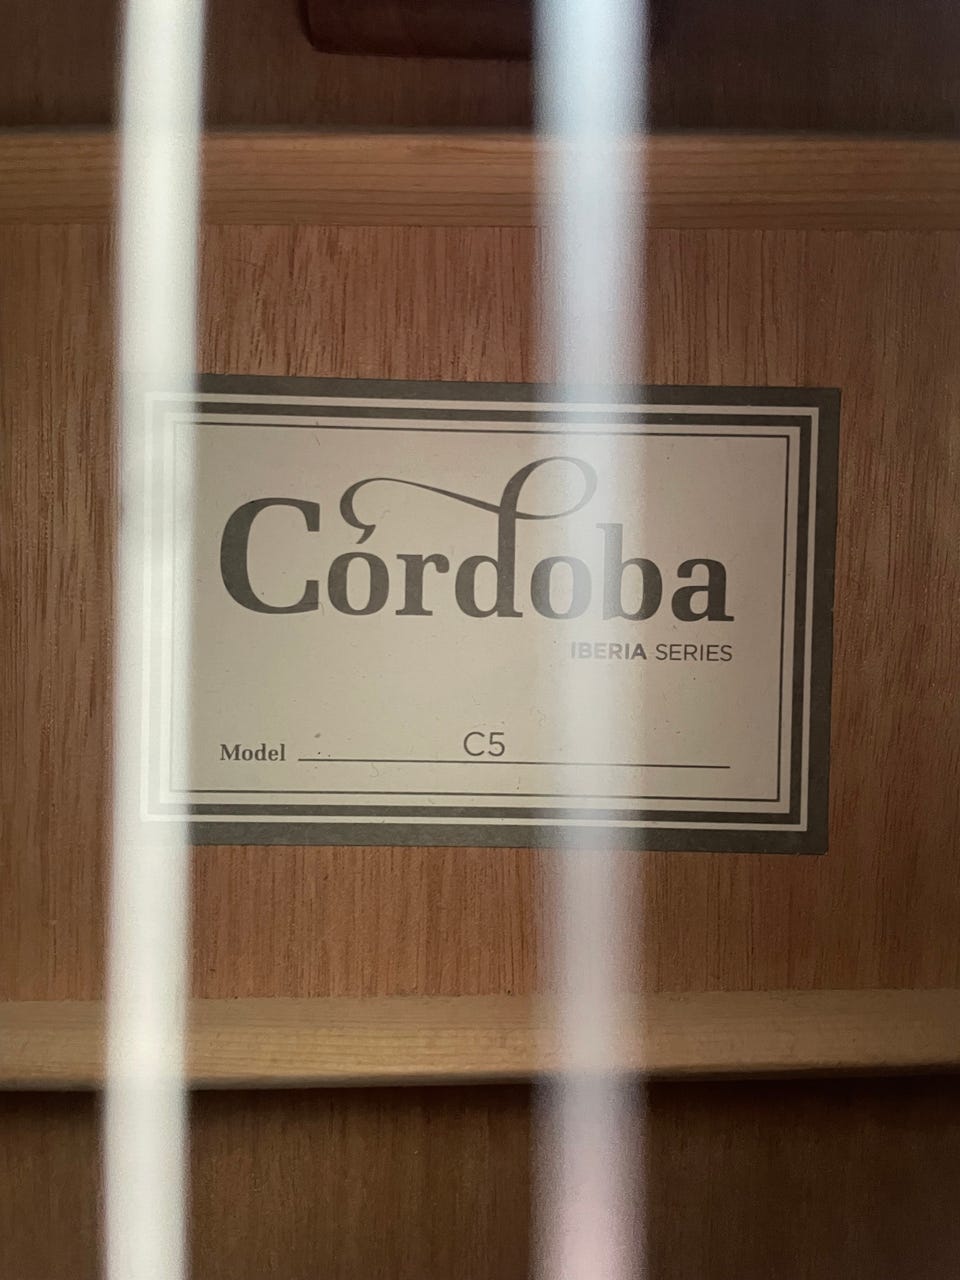 Córdoba
IBERIA SERIES
Model C5